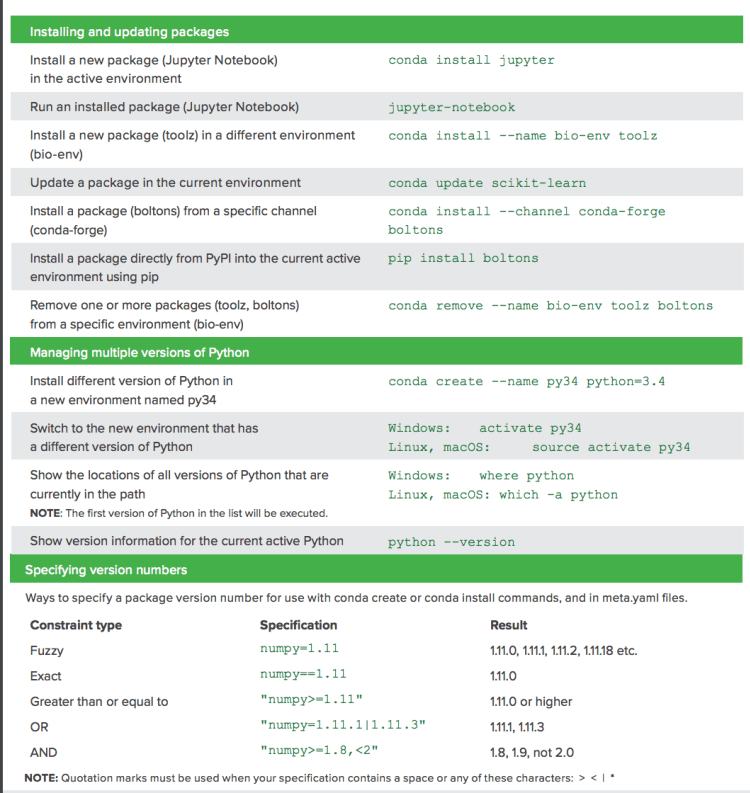 Installing and updating packages
Install a new package (Jupyter Notebook) conda install jupyter
in the active environment
Run an installed package (Jupyter Notebook) jupyter-notebook
Install a new package (toolz) in a different environment conda install --name bio-env toolz
(bio-env)
Update a package in the current environment conda update scikit-learn
Install a package (boltons) from a specific channel conda install --channel conda-forge
(conda-forge) boltons
Install a package directly from PyPI into the current active pip install boltons
environment using pip
Remove one or more packages (toolz, boltons) conda remove --name bio-env toolz boltons
from a specific environment (bio-env)
Managing multiple versions of Python
Install different version of Python in conda create --name py34 python=3.4
a new environment named py34
Switch to the new environment that has Windows: activate py34
a different version of Python Linux, macOS: source activate py34
Show the locations of all versions of Python that are Windows: where python
currently in the path Linux, macOS: which -a python
NOTE: The first version of Python in the list will be executed.
Show version information for the current active Python python --version
Specifying version numbers
Ways to specify a package version number for use with conda create or conda install commands, and in meta.yaml files.
Constraint type Specification Result
Fuzzy numpy=1.11 1.11.0, 1.11.1, 1.11.2, 1.11.18 etc.
Exact numpy==1.11 1.11.0
Greater than or equal to "numpy>=1.11" 1.11.0 or higher
OR "numpy=1.11.1|1.11.3" 1.11.1, 1.11.3
AND "numpy>=1.8,<2" 1.8, 1.9, not 2.0
NOTE: Quotation marks must be used when your specification contains a space or any of these characters: > < | *